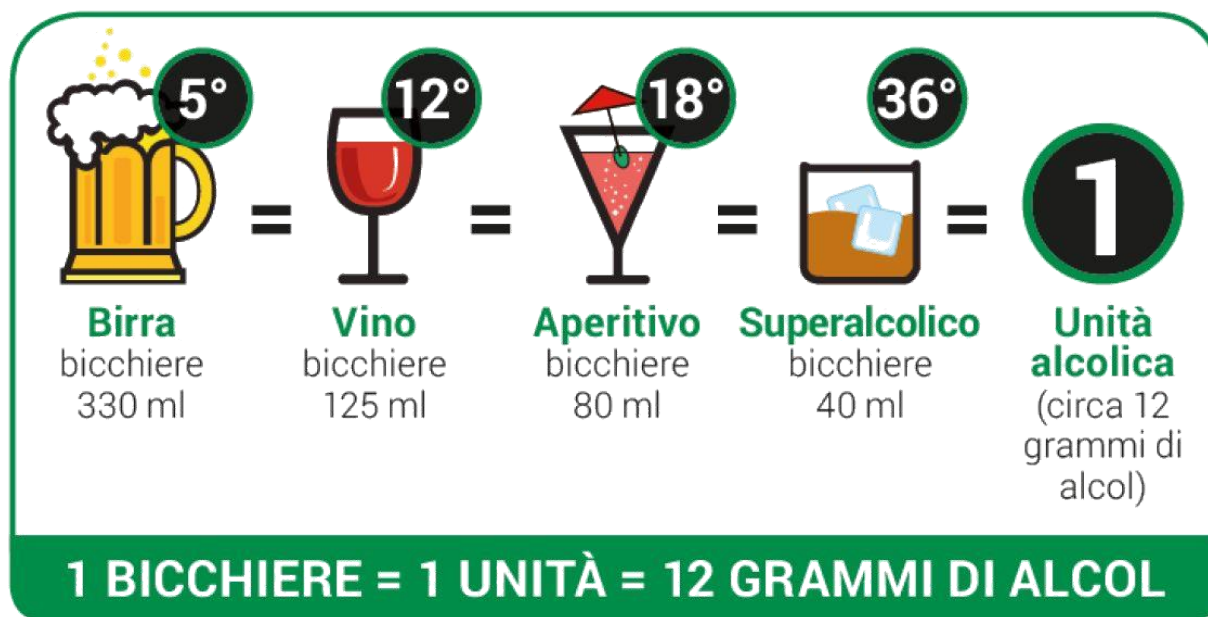 5°
12°
18°
36°
1
=
=
=
=
Birra
bicchiere
330 ml
Vino
bicchiere
125 ml
Aperitivo
bicchiere
80 ml
Superalcolico
bicchiere
40 ml
Unità
alcolica
(circa 12
grammi di
alcol)
1 BICCHIERE = 1 UNITÀ = 12 GRAMMI DI ALCOL